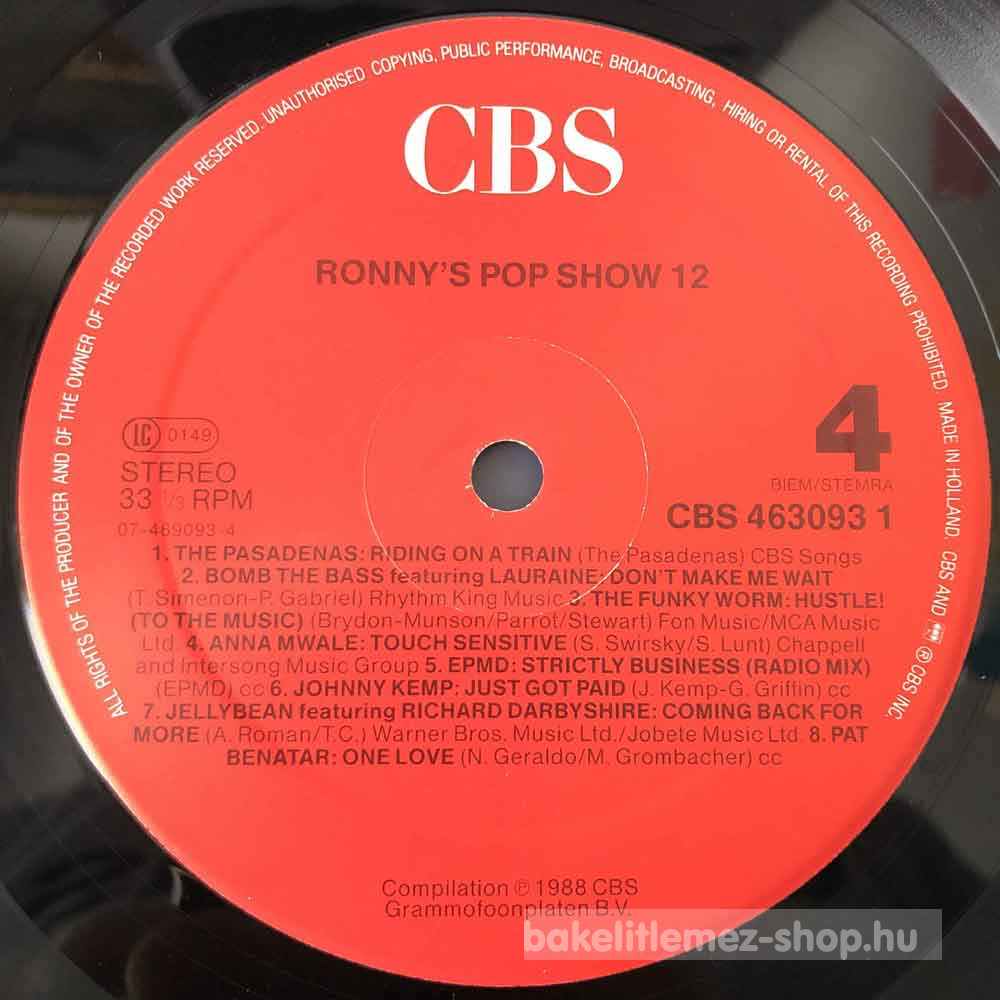 ALL RIGHTS OF THE PRODUCER AND OF THE OWNER OF THE RECORDED WORK RESERVED. UNAUTHORISED COPYING, PUBLIC PERFORMANCE, BROADCASTING, HIRING OR RENTAL OF THIS RECORDING PROHIBITED. MADE IN HOLLAND. CBS AND ℗ CBS INC.
CBS
RONNY'S POP SHOW 12
4
LC 0149
STEREO
33 1/3 RPM
07-469093-4
BIEM/STEMRA
CBS 463093 1
1. THE PASADENAS: RIDING ON A TRAIN (The Pasadenas) CBS Songs
2. BOMB THE BASS featuring LAURAINE: DON'T MAKE ME WAIT
(T. Simenon-P. Gabriel) Rhythm King Music 3. THE FUNKY WORM: HUSTLE!
(TO THE MUSIC) (Brydon-Munson/Parrot/Stewart) Fon Music/MCA Music
Ltd. 4. ANNA MWALE: TOUCH SENSITIVE (S. Swirsky/S. Lunt) Chappell
and Intersong Music Group 5. EPMD: STRICTLY BUSINESS (RADIO MIX)
(EPMD) cc 6. JOHNNY KEMP: JUST GOT PAID (J. Kemp-G. Griffin) cc
7. JELLYBEAN featuring RICHARD DARBYSHIRE: COMING BACK FOR
MORE (A. Roman/T.C.) Warner Bros. Music Ltd./Jobete Music Ltd. 8. PAT
BENATAR: ONE LOVE (N. Geraldo/M. Grombacher) cc
Compilation ℗ 1988 CBS
Grammofoonplaten B.V.
bakelitlemez-shop.hu